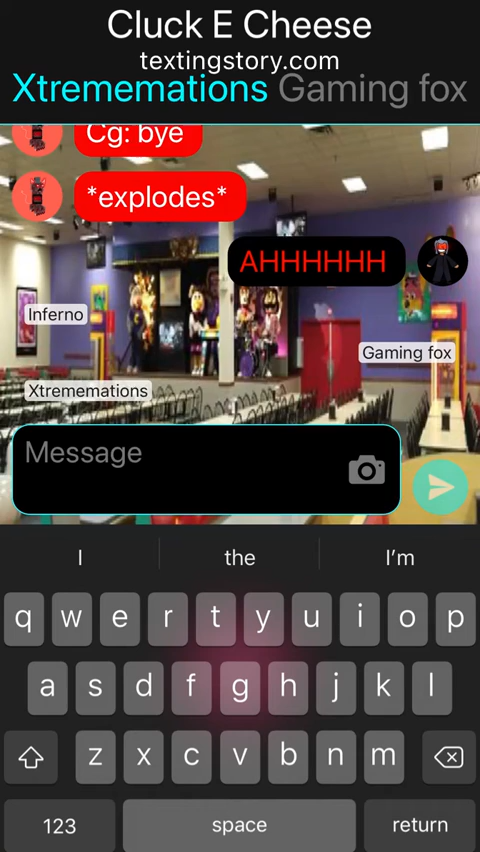 Cluck E Cheese
textingstory.com
Xtrememations Gaming fox
Cg: bye
*explodes*
AHHHHHH
Inferno
Gaming fox
Xtrememations
Message
I the I'm
q w e r t y u i o p
a s d f g h j k l
z x c v b n m
123 space return